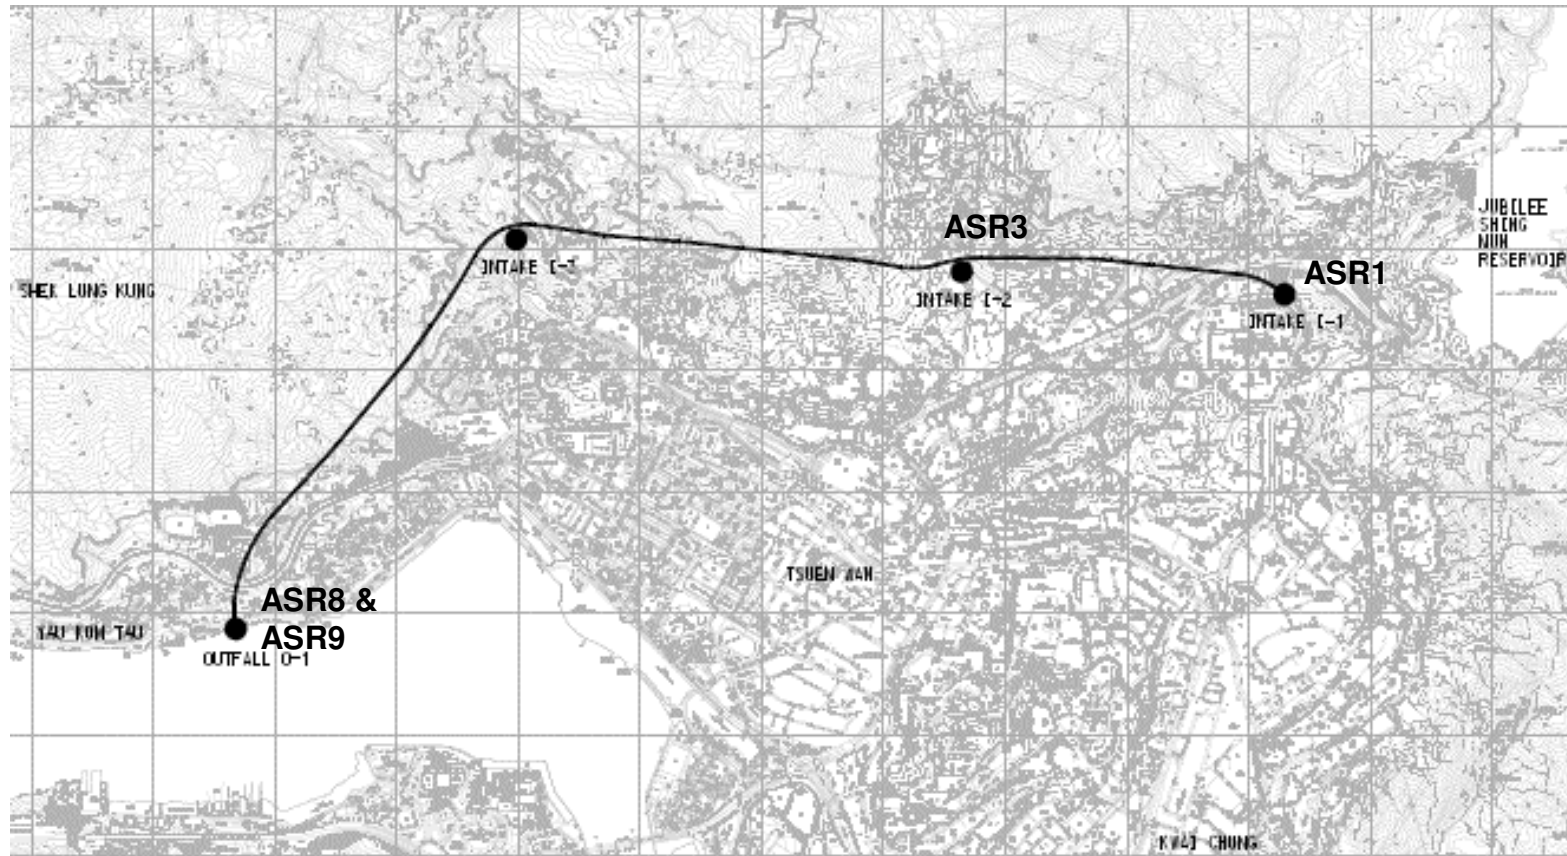 JUBILEE
SHING
MUN
RESERVOIR
ASR3
ASR1
INTAKE I-3
SHEK LUNG KUNG
INTAKE I-2
INTAKE I-1
TSUEN WAN
ASR8 &
ASR9
YAU KOM TAU
OUTFALL O-1
KWAI CHUNG